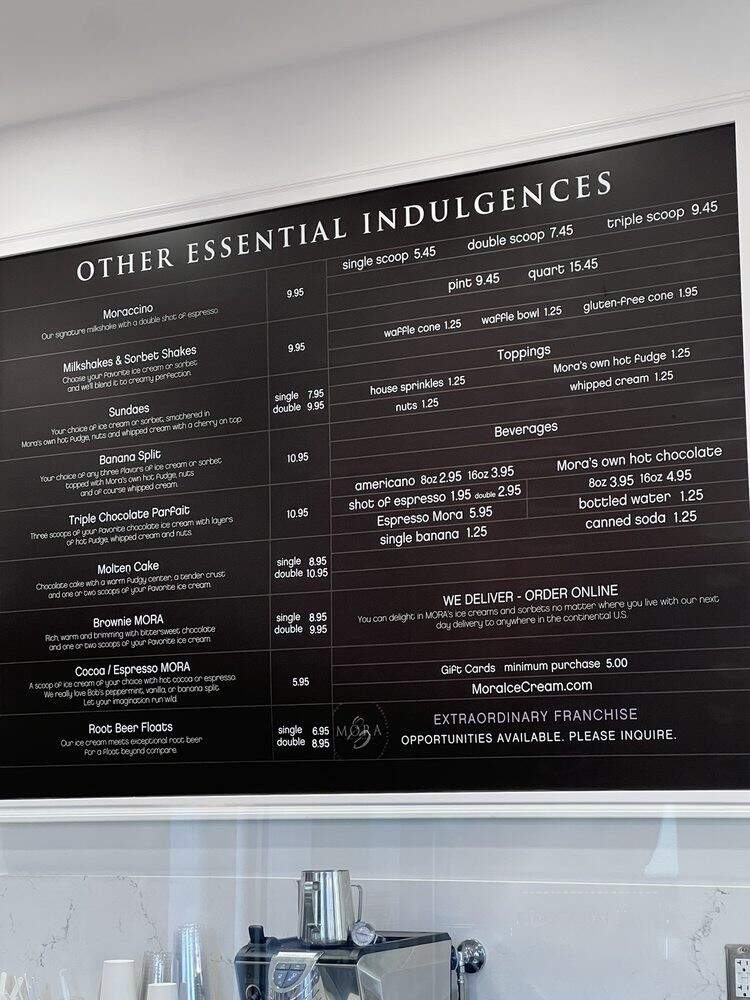 OTHER ESSENTIAL INDULGENCES
Moraccino 9.95
Our signature milkshake with a double shot of espresso
Milkshakes & Sorbet Shakes 9.95
Choose your favorite ice cream or sorbet
and we'll blend it to creamy perfection.
Sundaes single 7.95
double 9.95
Your choice of ice cream or sorbet, smothered in
Mora's own hot fudge, nuts and whipped cream with a cherry on top
Banana Split 10.95
Your choice of any three flavors of ice cream or sorbet
topped with Mora's own hot fudge, nuts
and of course whipped cream.
Triple Chocolate Parfait 10.95
Three scoops of your favorite chocolate ice cream with layers
of hot fudge, whipped cream and nuts.
Molten Cake single 8.95
double 10.95
Chocolate cake with a warm fudgy center, a tender crust
and one or two scoops of your favorite ice cream.
Brownie MORA single 8.95
double 9.95
Rich, warm and brimming with bittersweet chocolate
and one or two scoops of your favorite ice cream.
Cocoa / Espresso MORA 5.95
A scoop of ice cream of your choice with hot cocoa or espresso.
We really love Bob's peppermint, vanilla, or banana split.
Let your imagination run wild.
Root Beer Floats single 6.95
double 8.95
Our ice cream meets exceptional root beer
for a float beyond compare.
single scoop 5.45 double scoop 7.45 triple scoop 9.45
pint 9.45 quart 15.45
waffle cone 1.25 waffle bowl 1.25 gluten-free cone 1.95
Toppings
house sprinkles 1.25 Mora's own hot fudge 1.25
nuts 1.25 whipped cream 1.25
Beverages
americano 8oz 2.95 16oz 3.95
shot of espresso 1.95 double 2.95
Espresso Mora 5.95
single banana 1.25
Mora's own hot chocolate
8oz 3.95 16oz 4.95
bottled water 1.25
canned soda 1.25
WE DELIVER - ORDER ONLINE
You can delight in MORA's ice creams and sorbets no matter where you live with our next
day delivery to anywhere in the continental U.S.
Gift Cards minimum purchase 5.00
MoraIceCream.com
MORA
EXTRAORDINARY FRANCHISE
OPPORTUNITIES AVAILABLE. PLEASE INQUIRE.